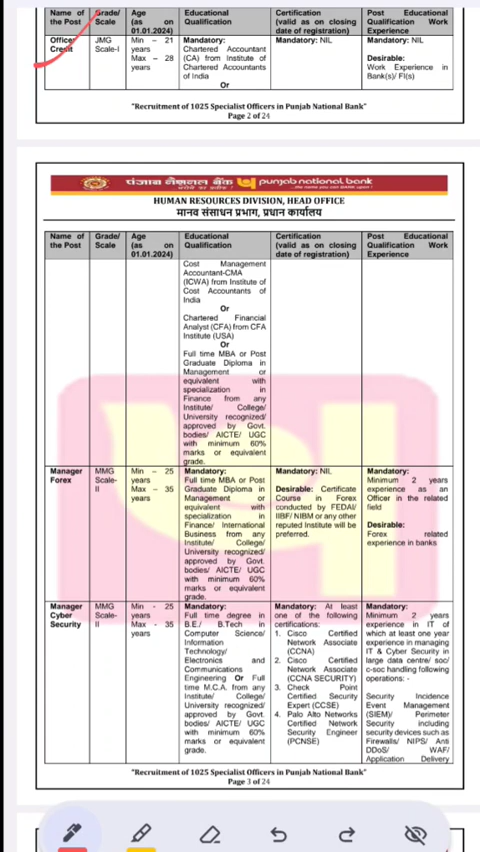 Name of the Post Grade/ Scale Age (as on 01.01.2024) Educational Qualification Certification (valid as on closing date of registration) Post Educational Qualification Work Experience
Officer Credit
JMG Scale-I
Min – 21 years
Max – 28 years
Mandatory:
Chartered Accountant
(CA) from Institute of
Chartered Accountants
of India
Or
Mandatory: NIL
Mandatory: NIL
Desirable:
Work Experience in
Bank(s)/ FI(s)
"Recruitment of 1025 Specialist Officers in Punjab National Bank"
Page 2 of 24
पंजाब नैशनल बैंक punjab national bank
HUMAN RESOURCES DIVISION, HEAD OFFICE
मानव संसाधन प्रभाग, प्रधान कार्यालय
Name of the Post Grade/ Scale Age (as on 01.01.2024) Educational Qualification Certification (valid as on closing date of registration) Post Educational Qualification Work Experience
Cost Management
Accountant-CMA
(ICWA) from Institute of
Cost Accountants of
India
Or
Chartered Financial
Analyst (CFA) from CFA
Institute (USA)
Or
Full time MBA or Post
Graduate Diploma in
Management or
equivalent with
specialization in
Finance from any
Institute/ College/
University recognized/
approved by Govt.
bodies/ AICTE/ UGC
with minimum 60%
marks or equivalent
grade.
Manager
Forex
MMG
Scale-
II
Min – 25
years
Max – 35
years
Mandatory:
Full time MBA or Post
Graduate Diploma in
Management or
equivalent with
specialization in
Finance/ International
Business from any
Institute/ College/
University recognized/
approved by Govt.
bodies/ AICTE/ UGC
with minimum 60%
marks or equivalent
grade.
Mandatory: NIL
Desirable: Certificate
Course in Forex
conducted by FEDAI/
IIBF/ NIBM or any other
reputed Institute will be
preferred.
Mandatory:
Minimum 2 years
experience as an
Officer in the related
field
Desirable:
Forex related
experience in banks
Manager
Cyber
Security
MMG
Scale-
II
Min - 25
years
Max - 35
years
Mandatory:
Full time degree in
B.E./ B.Tech in
Computer Science/
Information
Technology/
Electronics and
Communications
Engineering Or Full
time M.C.A. from any
Institute/ College/
University recognized/
approved by Govt.
bodies/ AICTE/ UGC
with minimum 60%
marks or equivalent
grade.
Mandatory: At least
one of the following
certifications:
1. Cisco Certified
Network Associate
(CCNA)
2. Cisco Certified
Network Associate
(CCNA SECURITY)
3. Check Point
Certified Security
Expert (CCSE)
4. Palo Alto Networks
Certified Network
Security Engineer
(PCNSE)
Mandatory:
Minimum 2 years
experience in IT of
which at least one year
experience in managing
IT & Cyber Security in
large data centre/ soc/
c-soc handling following
operations: -
Security Incidence
Event Management
(SIEM)/ Perimeter
Security including
security devices such as
Firewalls/ NIPS/ Anti
DDoS/ WAF/
Application Delivery
"Recruitment of 1025 Specialist Officers in Punjab National Bank"
Page 3 of 24